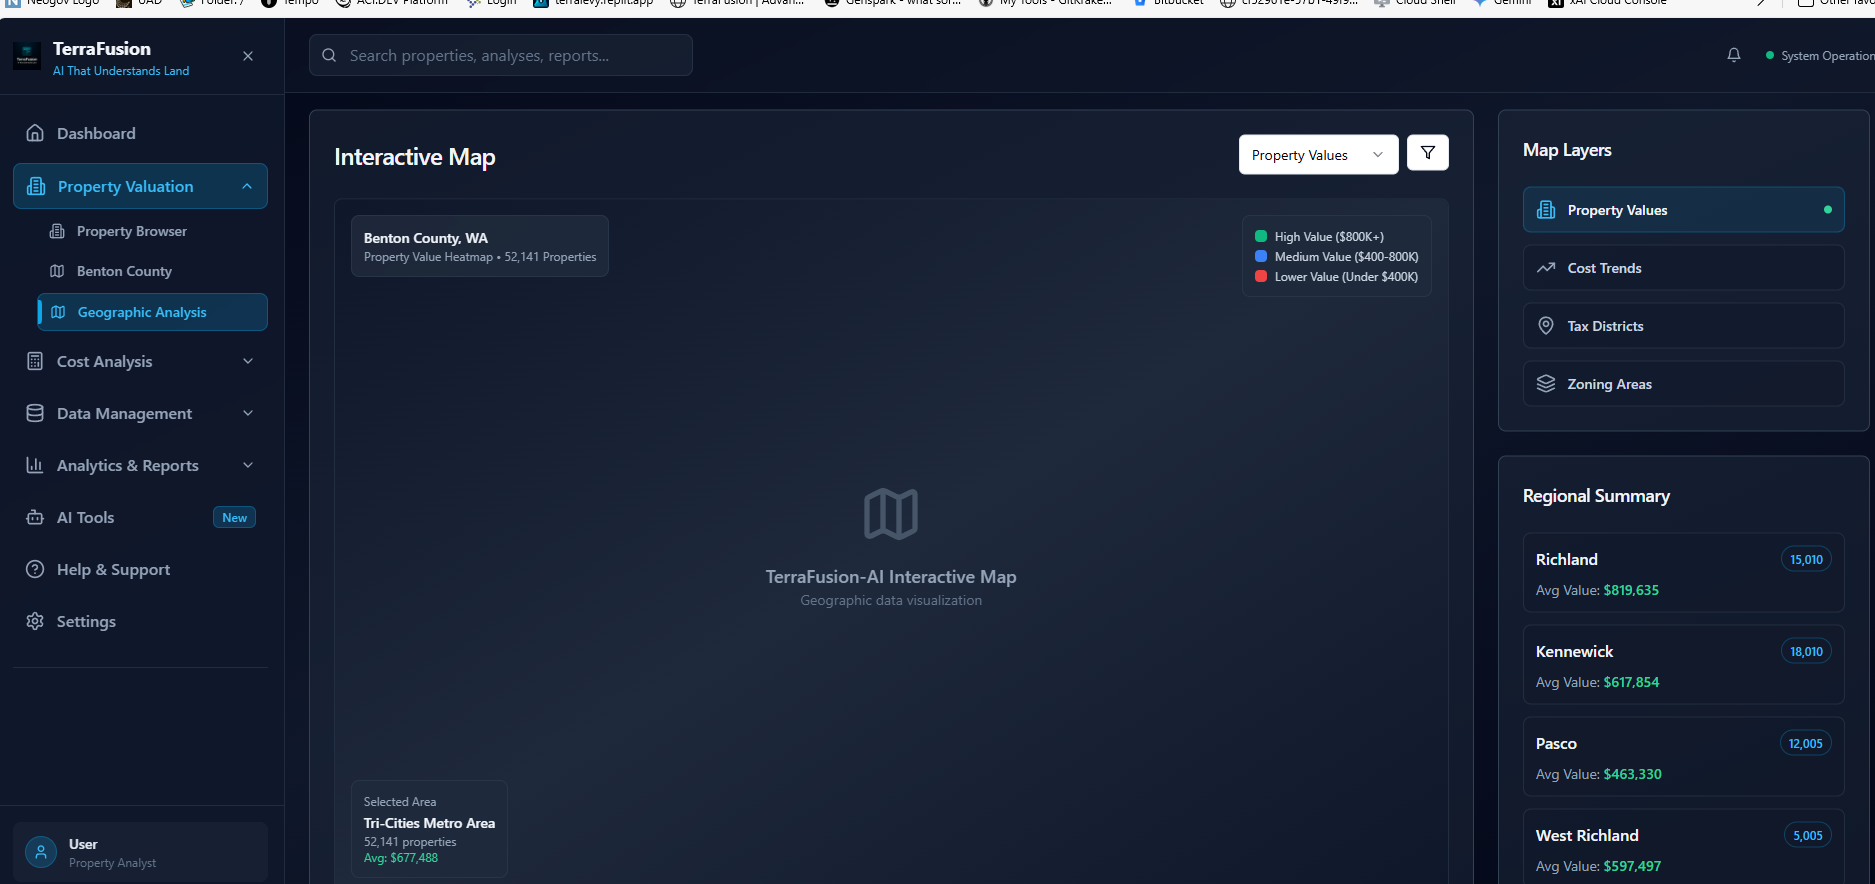 Neogov Logo
UAD
Folder: /
Tempo
ACI.DEV Platform
Login
terralevy.replit.app
TerraFusion | Advan...
Genspark - what sor...
My Tools - GitKrake...
Bitbucket
Cloud Shell
Gemini
xAI Cloud Console
TerraFusion
AI That Understands Land
Search properties, analyses, reports...
System Operation
Dashboard
Property Valuation
Property Browser
Benton County
Geographic Analysis
Cost Analysis
Data Management
Analytics & Reports
AI Tools
New
Help & Support
Settings
User
Property Analyst
Interactive Map
Property Values
Benton County, WA
Property Value Heatmap • 52,141 Properties
High Value ($800K+)
Medium Value ($400-800K)
Lower Value (Under $400K)
TerraFusion-AI Interactive Map
Geographic data visualization
Selected Area
Tri-Cities Metro Area
52,141 properties
Avg: $677,488
Map Layers
Property Values
Cost Trends
Tax Districts
Zoning Areas
Regional Summary
Richland
15,010
Avg Value: $819,635
Kennewick
18,010
Avg Value: $617,854
Pasco
12,005
Avg Value: $463,330
West Richland
5,005
Avg Value: $597,497